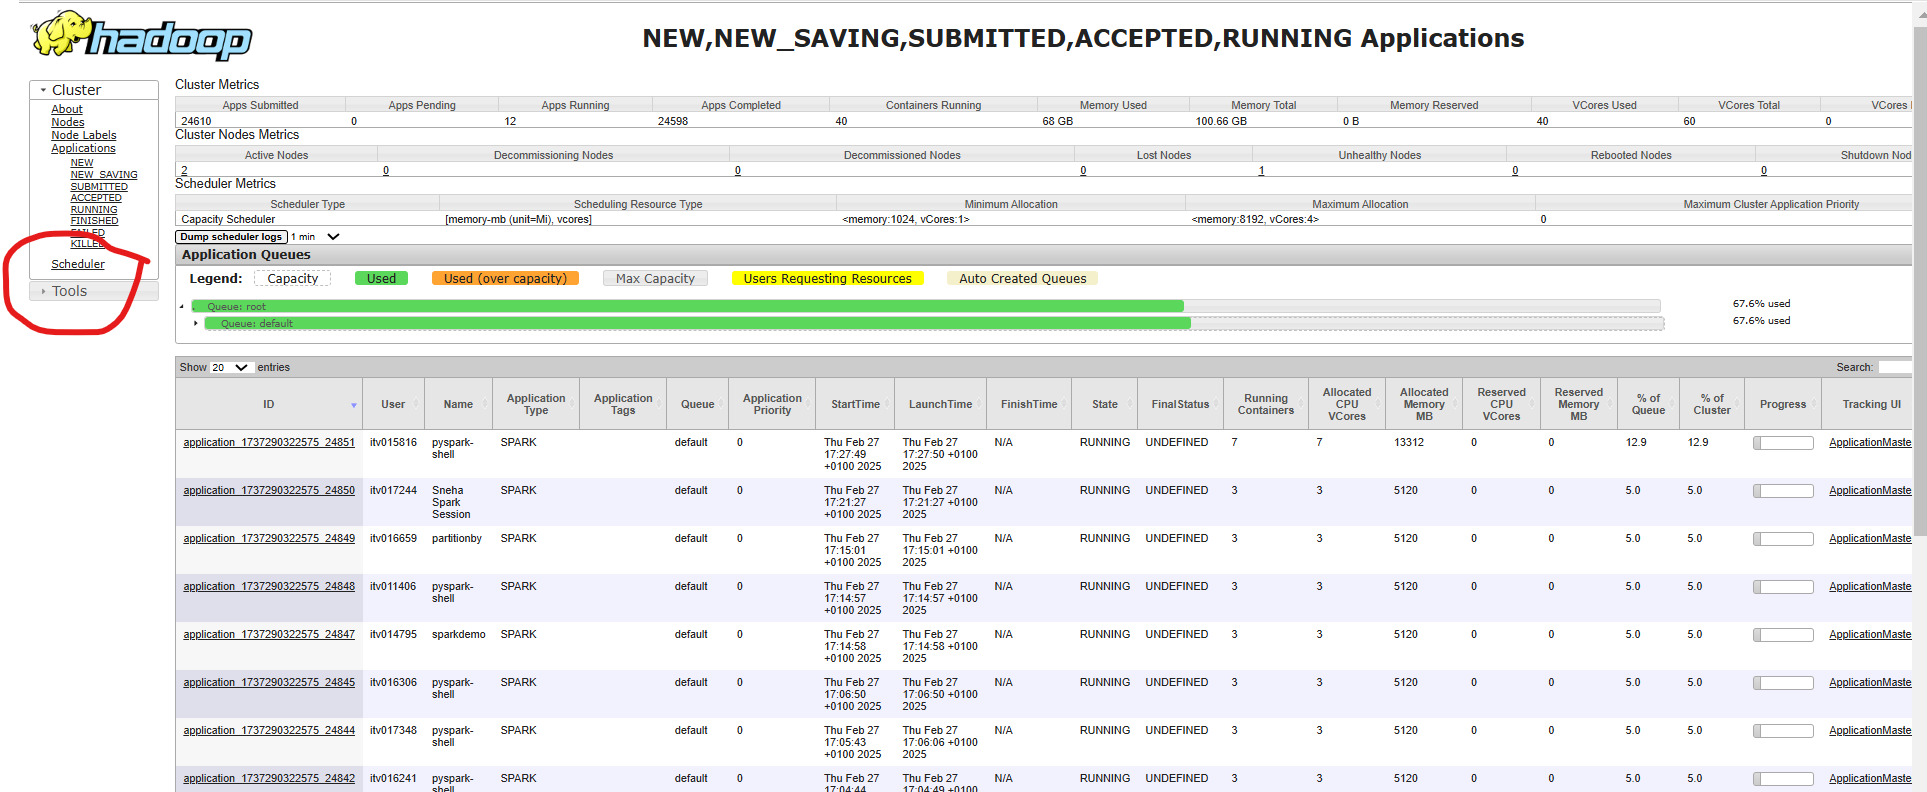 hadoop
NEW,NEW_SAVING,SUBMITTED,ACCEPTED,RUNNING Applications
Cluster
About
Nodes
Node Labels
Applications
NEW
NEW_SAVING
SUBMITTED
ACCEPTED
RUNNING
FINISHED
FAILED
KILLED
Scheduler
Tools
Cluster Metrics
Apps Submitted Apps Pending Apps Running Apps Completed Containers Running Memory Used Memory Total Memory Reserved VCores Used VCores Total VCores
24610 0 12 24598 40 68 GB 100.66 GB 0 B 40 60 0
Cluster Nodes Metrics
Active Nodes Decommissioning Nodes Decommissioned Nodes Lost Nodes Unhealthy Nodes Rebooted Nodes Shutdown Nod
2 0 0 0 1 0 0
Scheduler Metrics
Scheduler Type Scheduling Resource Type Minimum Allocation Maximum Allocation Maximum Cluster Application Priority
Capacity Scheduler [memory-mb (unit=Mi), vcores] <memory:1024, vCores:1> <memory:8192, vCores:4> 0
Dump scheduler logs 1 min
Application Queues
Legend: Capacity Used Used (over capacity) Max Capacity Users Requesting Resources Auto Created Queues
Queue: root 67.6% used
Queue: default 67.6% used
Show 20 entries Search:
ID User Name Application Type Application Tags Queue Application Priority StartTime LaunchTime FinishTime State FinalStatus Running Containers Allocated CPU VCores Allocated Memory MB Reserved CPU VCores Reserved Memory MB % of Queue % of Cluster Progress Tracking UI
application_1737290322575_24851 itv015816 pyspark- SPARK default 0 Thu Feb 27 Thu Feb 27 N/A RUNNING UNDEFINED 7 7 13312 0 0 12.9 12.9 ApplicationMaste
shell 17:27:49 17:27:50 +0100
+0100 2025 2025
application_1737290322575_24850 itv017244 Sneha SPARK default 0 Thu Feb 27 Thu Feb 27 N/A RUNNING UNDEFINED 3 3 5120 0 0 5.0 5.0 ApplicationMaste
Spark 17:21:27 17:21:27 +0100
Session +0100 2025 2025
application_1737290322575_24849 itv016659 partitionby SPARK default 0 Thu Feb 27 Thu Feb 27 N/A RUNNING UNDEFINED 3 3 5120 0 0 5.0 5.0 ApplicationMaste
17:15:01 17:15:01 +0100
+0100 2025 2025
application_1737290322575_24848 itv011406 pyspark- SPARK default 0 Thu Feb 27 Thu Feb 27 N/A RUNNING UNDEFINED 3 3 5120 0 0 5.0 5.0 ApplicationMaste
shell 17:14:57 17:14:57 +0100
+0100 2025 2025
application_1737290322575_24847 itv014795 sparkdemo SPARK default 0 Thu Feb 27 Thu Feb 27 N/A RUNNING UNDEFINED 3 3 5120 0 0 5.0 5.0 ApplicationMaste
17:14:58 17:14:58 +0100
+0100 2025 2025
application_1737290322575_24845 itv016306 pyspark- SPARK default 0 Thu Feb 27 Thu Feb 27 N/A RUNNING UNDEFINED 3 3 5120 0 0 5.0 5.0 ApplicationMaste
shell 17:06:50 17:06:50 +0100
+0100 2025 2025
application_1737290322575_24844 itv017348 pyspark- SPARK default 0 Thu Feb 27 Thu Feb 27 N/A RUNNING UNDEFINED 3 3 5120 0 0 5.0 5.0 ApplicationMaste
shell 17:05:43 17:06:06 +0100
+0100 2025 2025
application_1737290322575_24842 itv016241 pyspark- SPARK default 0 Thu Feb 27 Thu Feb 27 N/A RUNNING UNDEFINED 3 3 5120 0 0 5.0 5.0 ApplicationMaste
shell 17:04:44 17:04:49 +0100